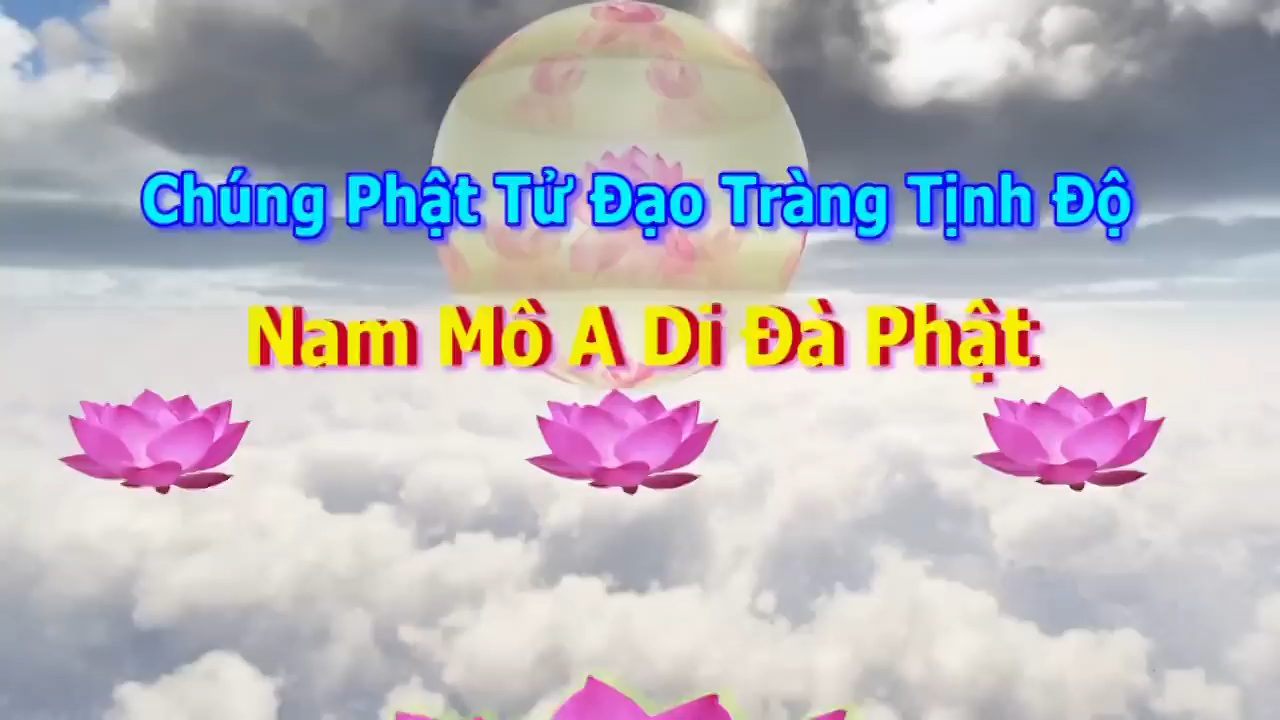 Chúng Phật Tử Đạo Tràng Tịnh Độ
Nam Mô A Di Đà Phật